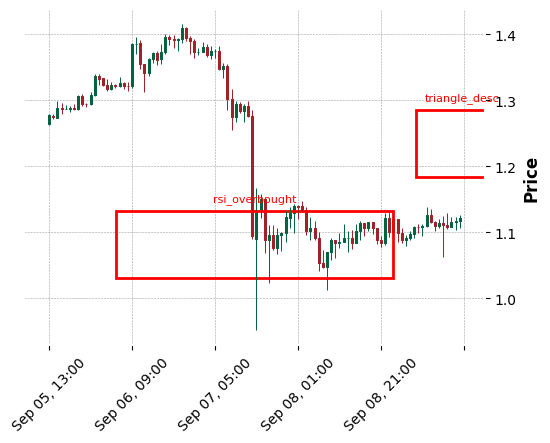 1.4
triangle_desc
1.3
1.2
rsi_overbought
1.1
1.0
Price
Sep 05, 13:00
Sep 06, 09:00
Sep 07, 05:00
Sep 08, 01:00
Sep 08, 21:00